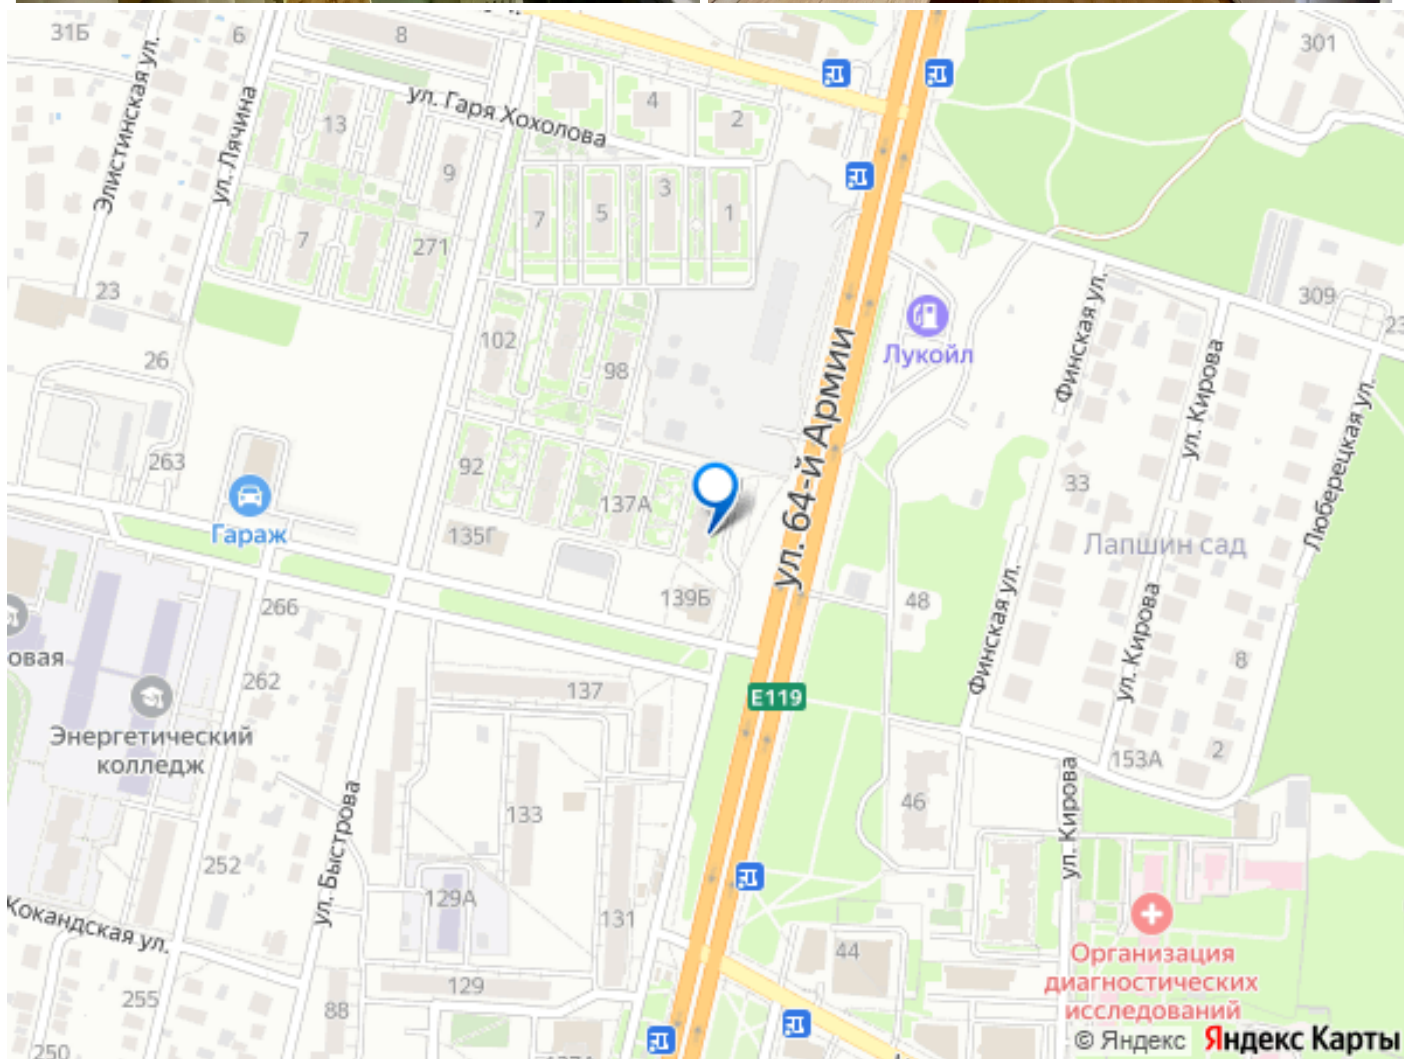 31Б
6
8
301
Элистинская ул.
ул. Лячина
ул. Гаря Хохолова
4
2
13
9
7
5
3
1
7
271
23
309
26
102
98
Лукойл
Финская ул.
ул. Кирова
Люберецкая ул.
ул. 64-й Армии
263
92
137А
33
Гараж
135Г
Лапшин сад
139Б
48
266
Финская ул.
ул. Кирова
овая
262
137
Е119
8
Энергетический
колледж
153А
2
133
46
ул. Быстрова
ул. Кирова
252
129А
131
Кокандская ул.
44
Организация
диагностических
исследований
129
255
88
250
© Яндекс Яндекс Карты